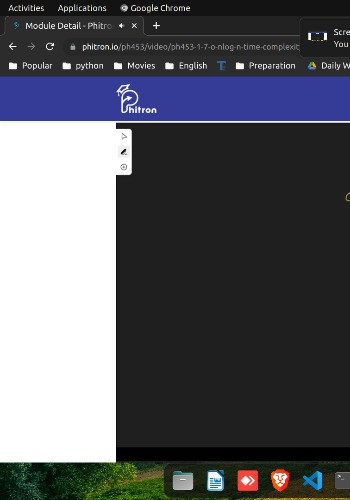 Activities Applications Google Chrome
Module Detail - Phitro
Scre
phitron.io/ph453/video/ph453-1-7-o-nlog-n-time-complexit
You
Popular python Movies English T Preparation Daily W
Phitron